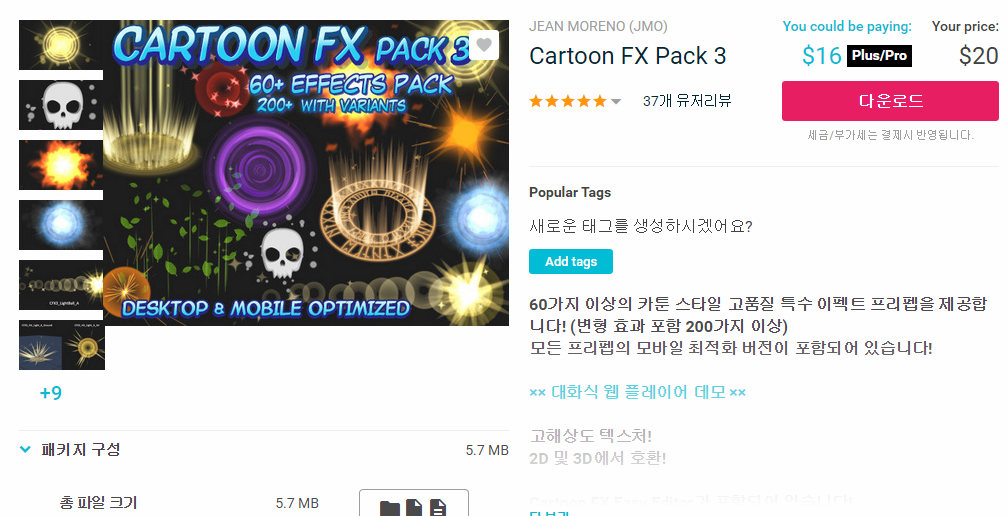 CARTOON FX PACK 3
60+ EFFECTS PACK
200+ WITH VARIANTS
DESKTOP & MOBILE OPTIMIZED
+9
패키지 구성
5.7 MB
총 파일 크기
5.7 MB
JEAN MORENO (JMO)
Cartoon FX Pack 3
37개 유저리뷰
You could be paying:
Your price:
$16 Plus/Pro
$20
다운로드
세금/부가세는 결제시 반영됩니다.
Popular Tags
새로운 태그를 생성하시겠어요?
Add tags
60가지 이상의 카툰 스타일 고품질 특수 이펙트 프리펩을 제공합
니다! (변형 효과 포함 200가지 이상)
모든 프리펩의 모바일 최적화 버전이 포함되어 있습니다!
×× 대화식 웹 플레이어 데모 ××
고해상도 텍스처!
2D 및 3D에서 호환!